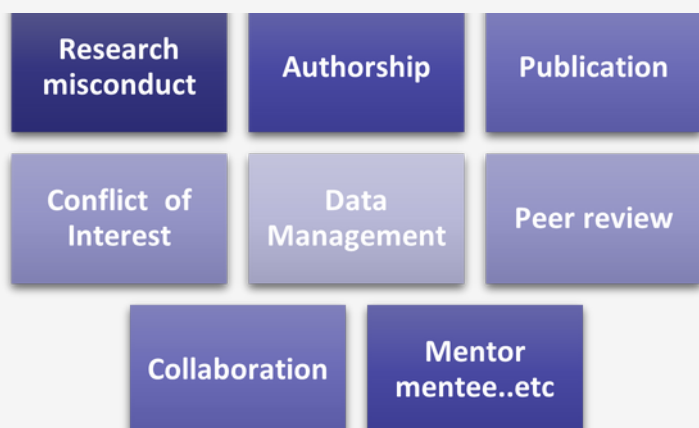 Research
misconduct
Authorship
Publication
Conflict of
Interest
Data
Management
Peer review
Collaboration
Mentor
mentee..etc